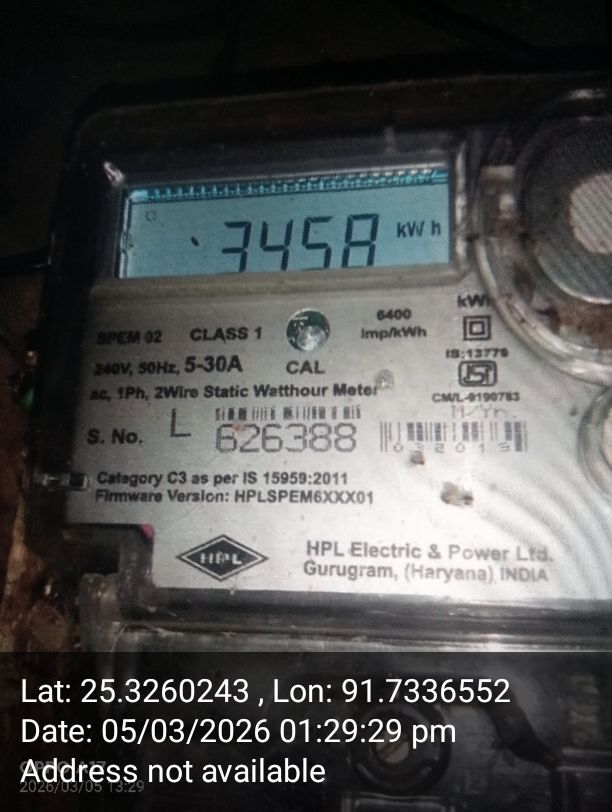 3458 kW h
kWh
6400
SPEM 02 CLASS 1 Imp/kWh
IS:13779
240V, 50Hz, 5-30A CAL
ac, 1Ph, 2Wire Static Watthour Meter
CM/L-9190783
M/Yr.
S. No. L 626388
032019
Category C3 as per IS 15959:2011
Firmware Version: HPLSPEM6XXX01
HPL
HPL Electric & Power Ltd.
Gurugram, (Haryana) INDIA
Lat: 25.3260243 , Lon: 91.7336552
Date: 05/03/2026 01:29:29 pm
Address not available
2026/03/05 13:29